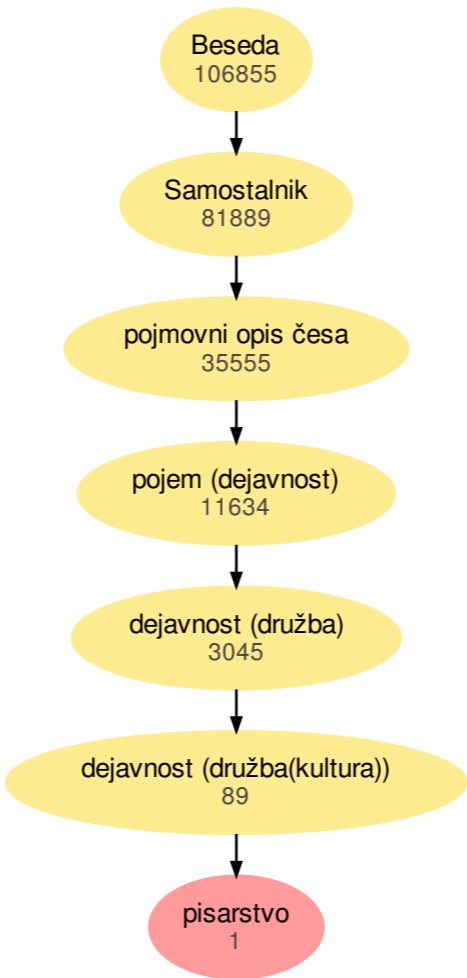 Beseda
106855
Samostalnik
81889
pojmovni opis česa
35555
pojem (dejavnost)
11634
dejavnost (družba)
3045
dejavnost (družba(kultura))
89
pisarstvo
1